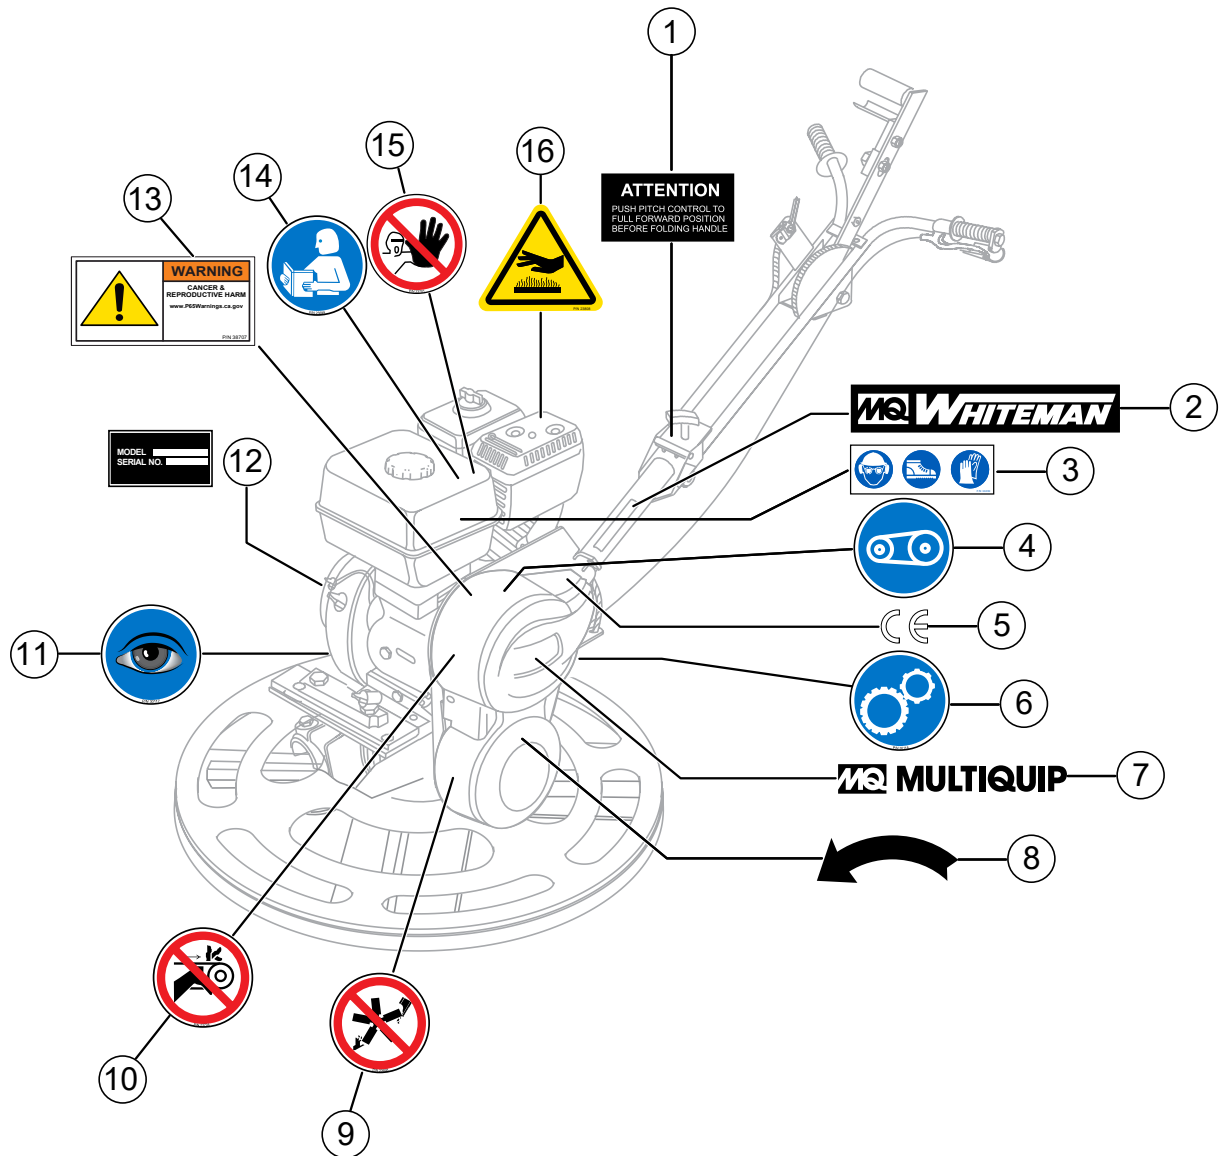 1
15
16
14
13
ATTENTION
PUSH PITCH CONTROL TO
FULL FORWARD POSITION
BEFORE FOLDING HANDLE
WARNING
CANCER &
REPRODUCTIVE HARM
www.P65Warnings.ca.gov
P/N 38707
MQ WHITEMAN
2
MODEL
SERIAL NO.
12
3
4
CE
5
11
6
MQ MULTIQUIP
7
8
10
9